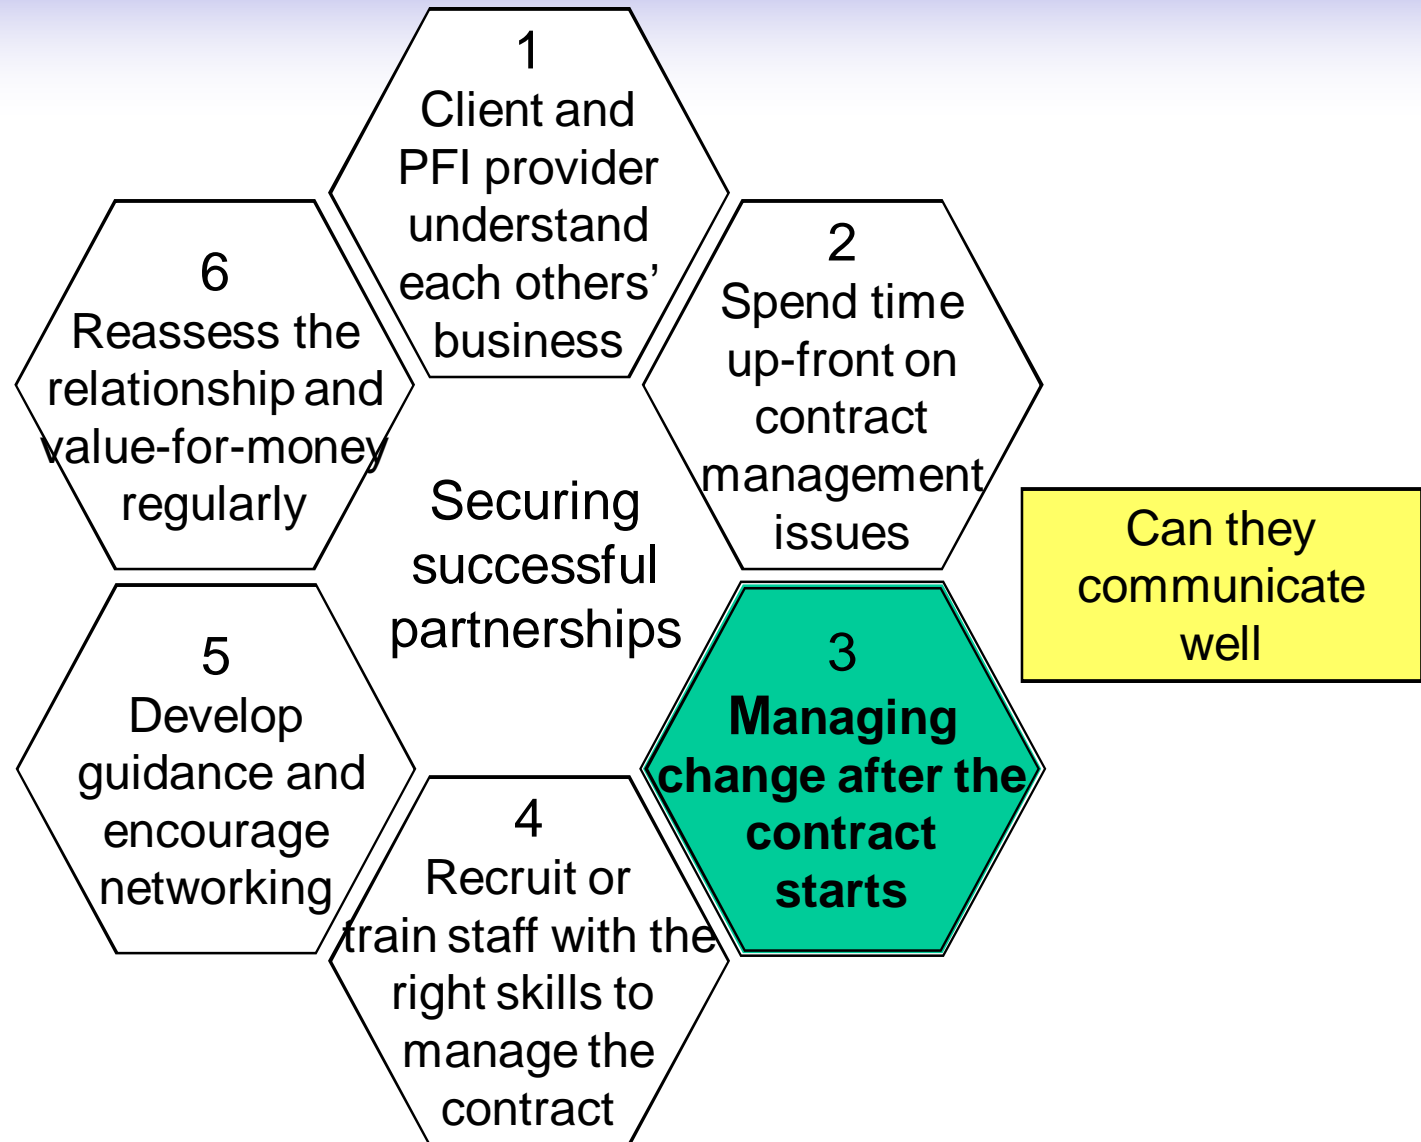 1
Client and
PFI provider
understand
each others’
business
2
Spend time
up-front on
contract
management
issues
Can they
communicate
well
3
Managing
change after the
contract
starts
4
Recruit or
train staff with the
right skills to
manage the
contract
5
Develop
guidance and
encourage
networking
6
Reassess the
relationship and
value-for-money
regularly
Securing
successful
partnerships